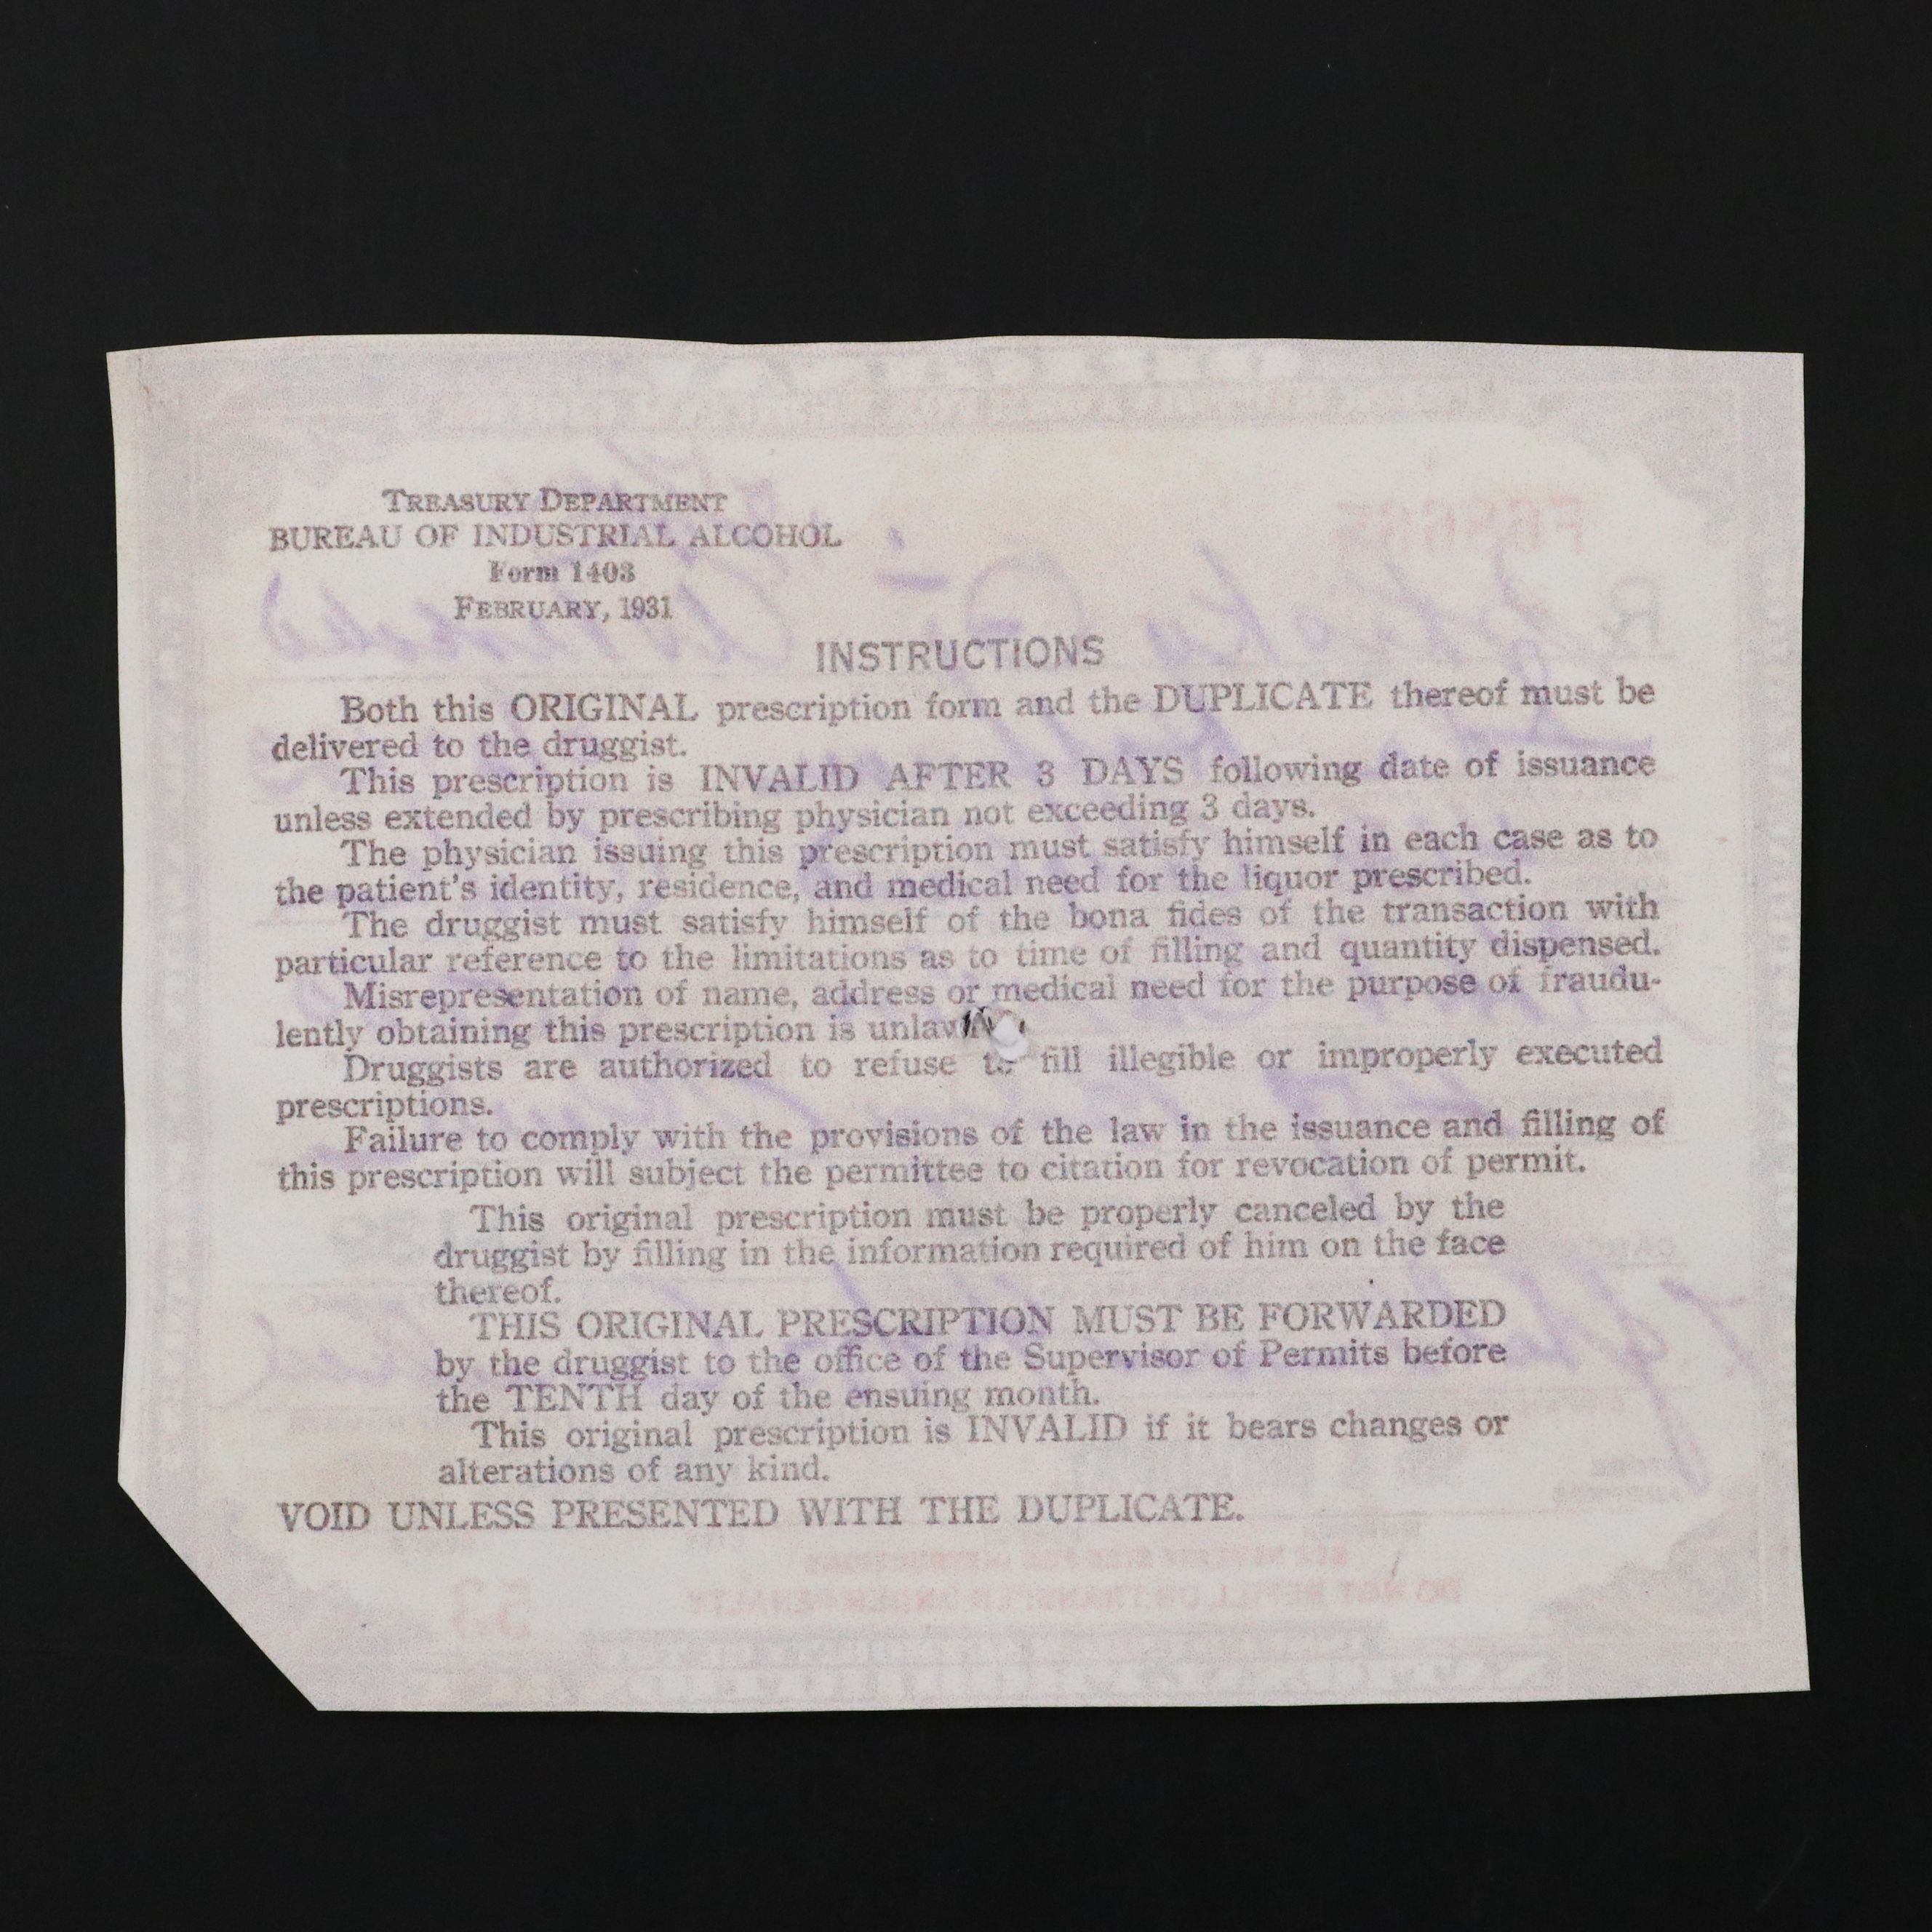 TREASURY DEPARTMENT
BUREAU OF INDUSTRIAL ALCOHOL
Form 1403
FEBRUARY, 1931
INSTRUCTIONS
Both this ORIGINAL prescription form and the DUPLICATE thereof must be
delivered to the druggist.
This prescription is INVALID AFTER 3 DAYS following date of issuance
unless extended by prescribing physician not exceeding 3 days.
The physician issuing this prescription must satisfy himself in each case as to
the patient's identity, residence, and medical need for the liquor prescribed.
The druggist must satisfy himself of the bona fides of the transaction with
particular reference to the limitations as to time of filling and quantity dispensed.
Misrepresentation of name, address or medical need for the purpose of fraudu-
lently obtaining this prescription is
Druggists are authorized to refuse to fill illegible or improperly executed
prescriptions.
Failure to comply with the provisions of the law in the issuance and filling of
this prescription will subject the permittee to citation for revocation of permit.
This original prescription must be properly canceled by the
druggist by filling in the information required of him on the face
thereof.
THIS ORIGINAL PRESCRIPTION MUST BE FORWARDED
by the druggist to the office of the Supervisor of Permits before
the TENTH day of the ensuing month.
This original prescription is INVALID if it bears changes or
alterations of any kind.
VOID UNLESS PRESENTED WITH THE DUPLICATE.